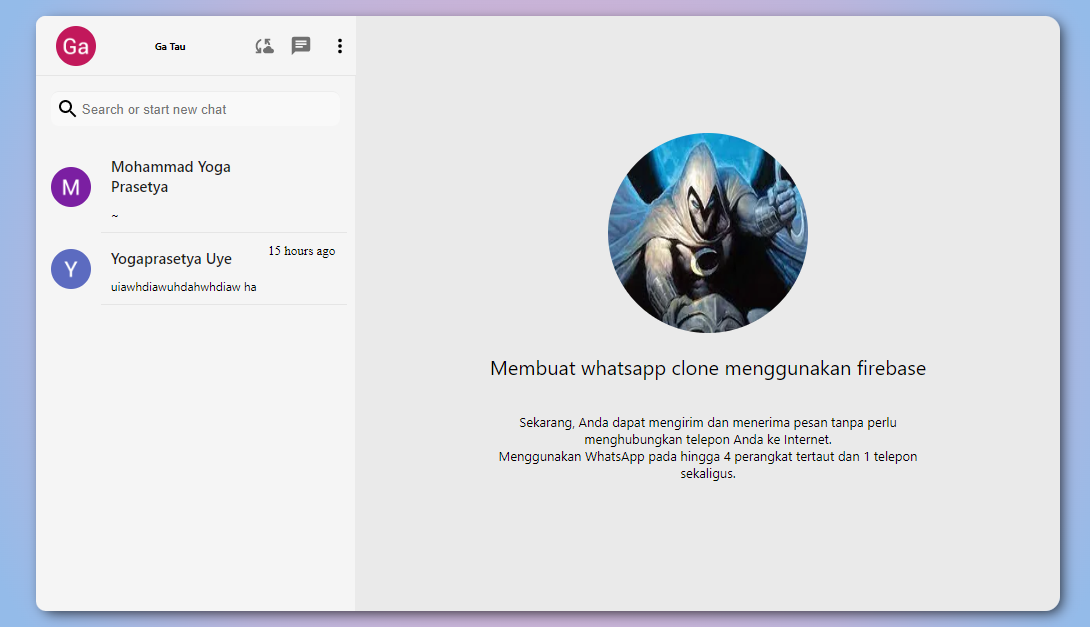 Ga
Ga Tau
Search or start new chat
M
Mohammad Yoga
Prasetya
~
Y
Yogaprasetya Uye
15 hours ago
uiawhdiawuhdahwhdiaw ha
Membuat whatsapp clone menggunakan firebase
Sekarang, Anda dapat mengirim dan menerima pesan tanpa perlu
menghubungkan telepon Anda ke Internet.
Menggunakan WhatsApp pada hingga 4 perangkat tertaut dan 1 telepon
sekaligus.